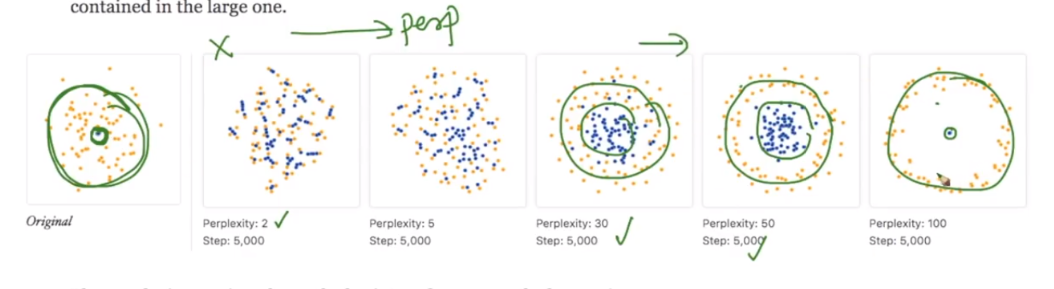 contained in the large one.
X → perp →
Original
Perplexity: 2 ✓
Step: 5,000
Perplexity: 5
Step: 5,000
Perplexity: 30
Step: 5,000 ✓
Perplexity: 50
Step: 5,000 ✓
Perplexity: 100
Step: 5,000